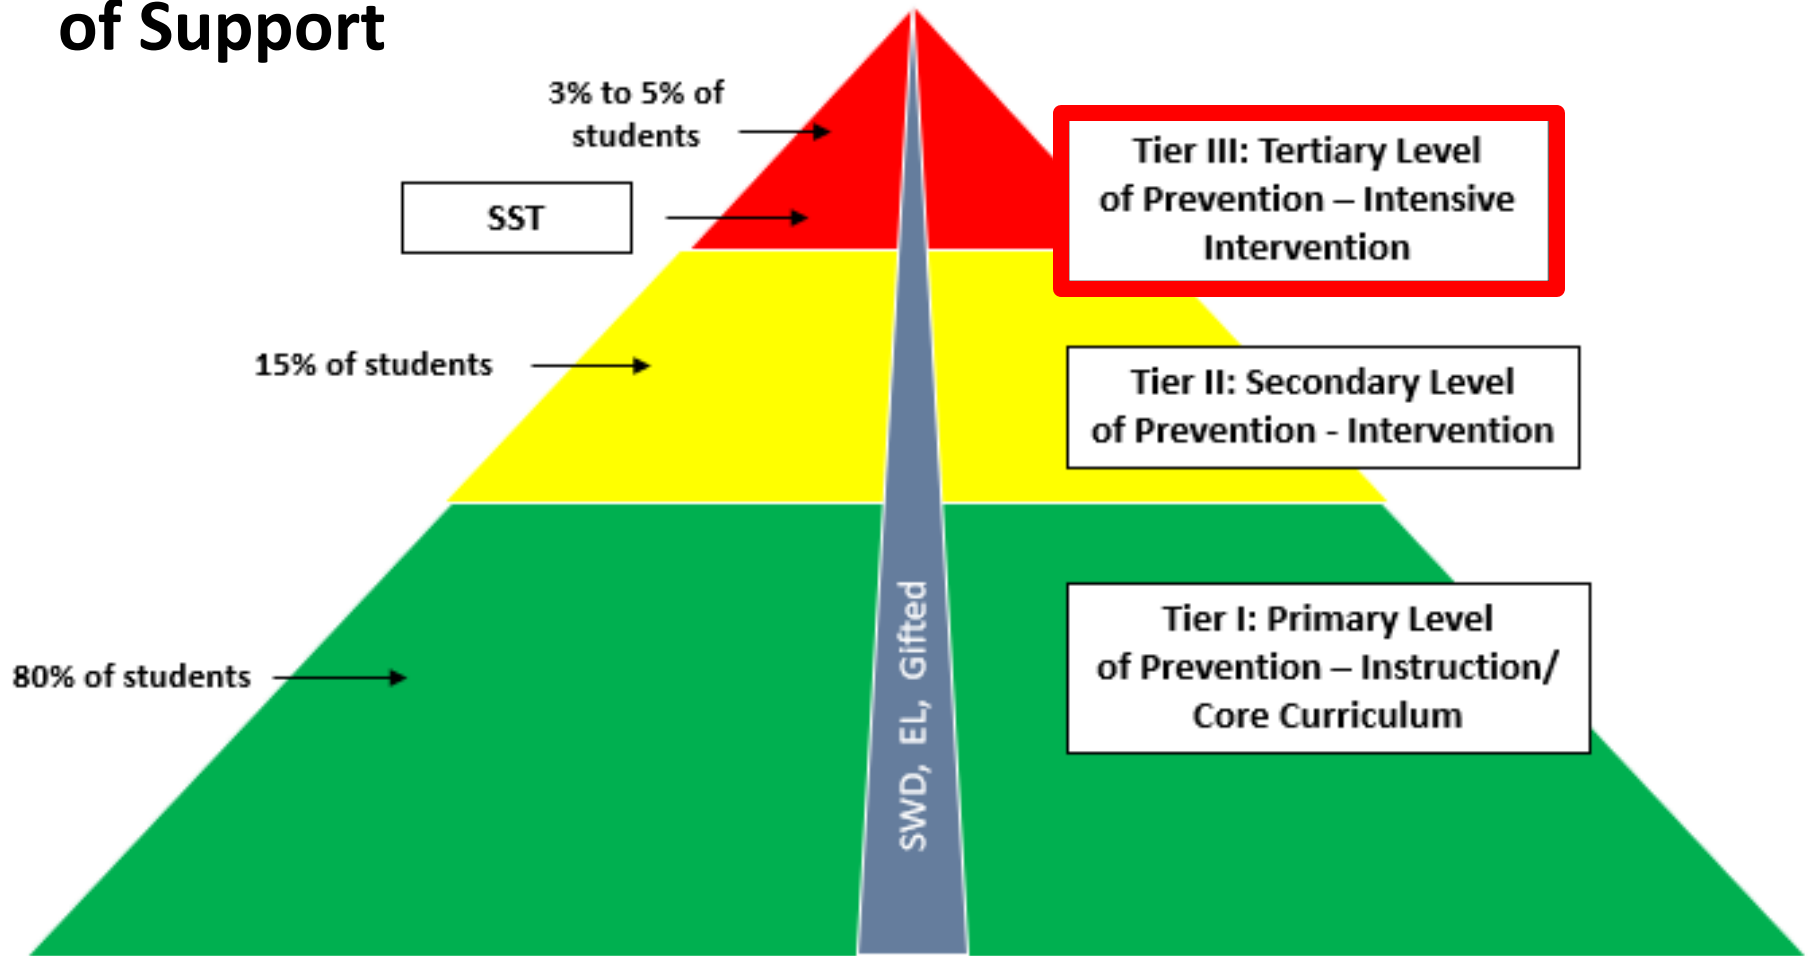 of Support
3% to 5% of
students
SST
15% of students
80% of students
Tier III: Tertiary Level
of Prevention – Intensive
Intervention
Tier II: Secondary Level
of Prevention - Intervention
Tier I: Primary Level
of Prevention – Instruction/
Core Curriculum
SWD, EL, Gifted